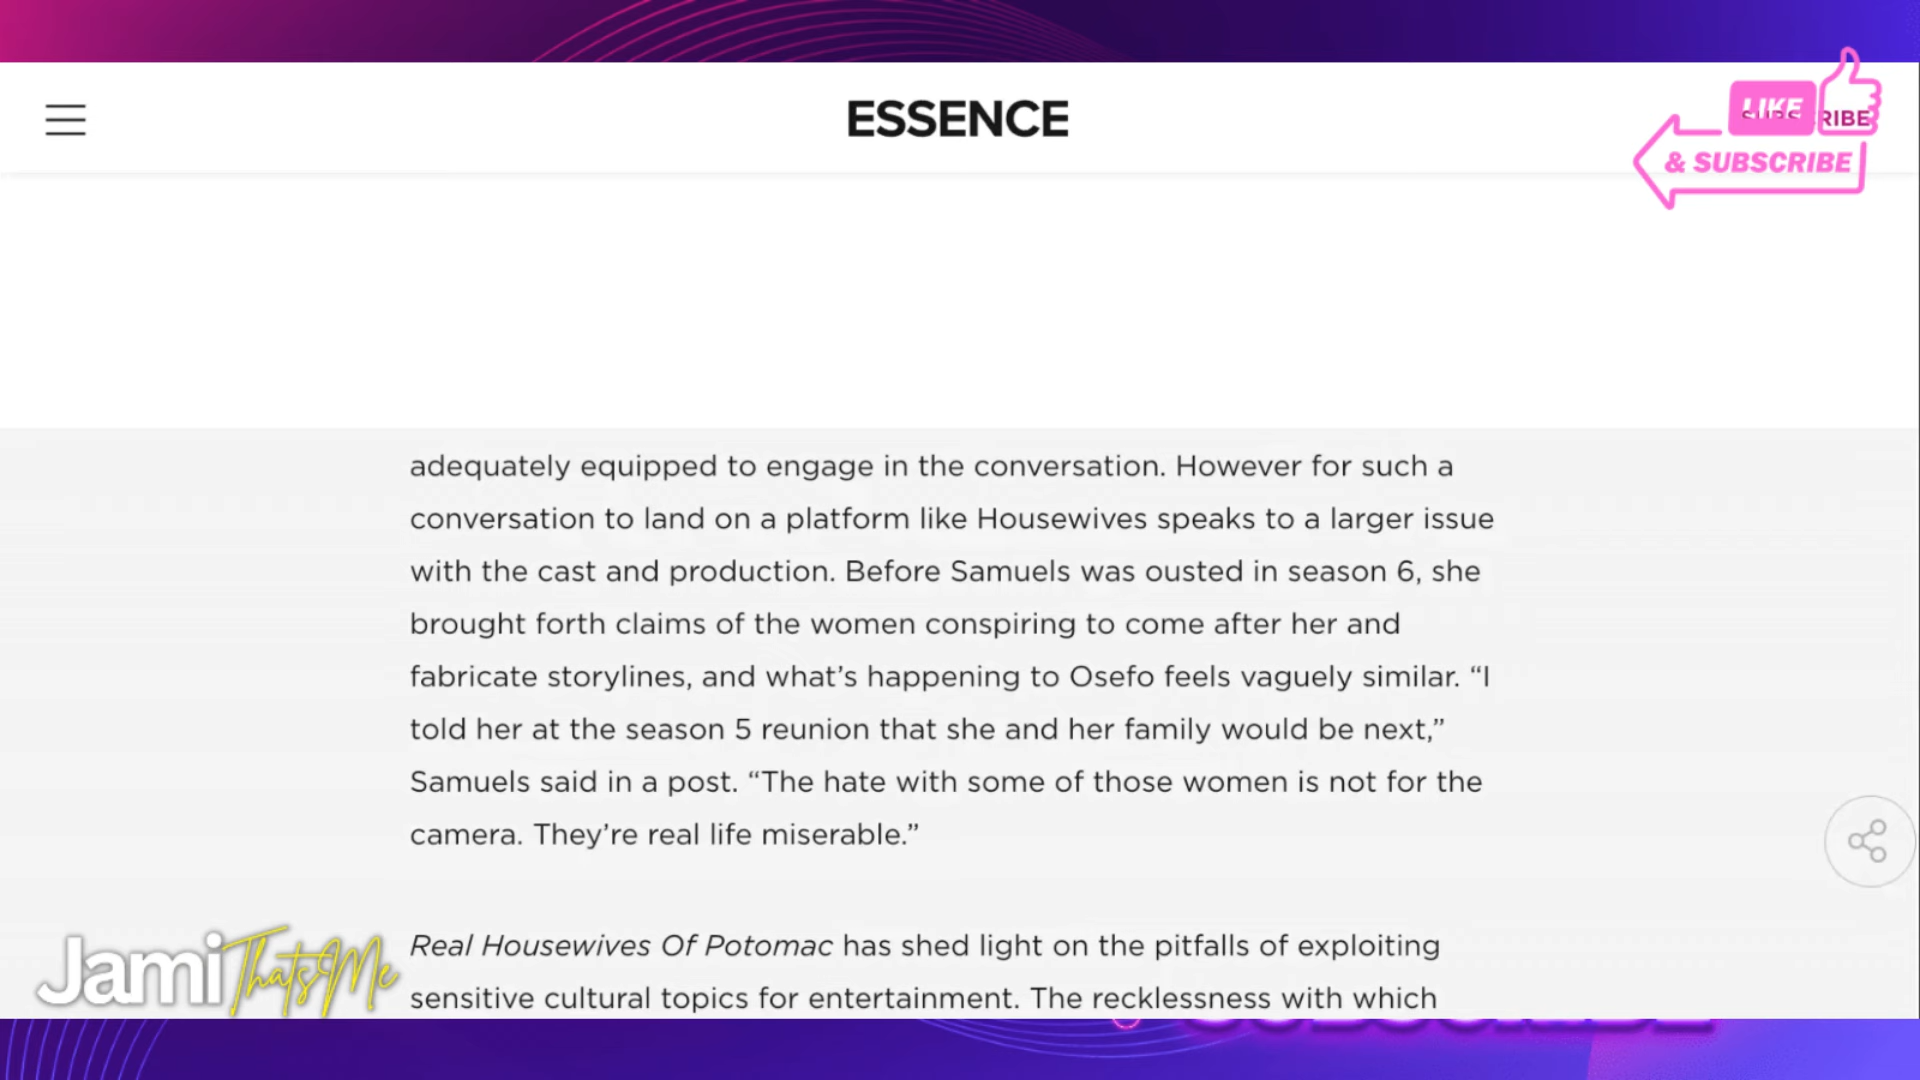 ESSENCE
LIKE
& SUBSCRIBE
adequately equipped to engage in the conversation. However for such a
conversation to land on a platform like Housewives speaks to a larger issue
with the cast and production. Before Samuels was ousted in season 6, she
brought forth claims of the women conspiring to come after her and
fabricate storylines, and what’s happening to Osefo feels vaguely similar. “I
told her at the season 5 reunion that she and her family would be next,”
Samuels said in a post. “The hate with some of those women is not for the
camera. They’re real life miserable.”
Real Housewives Of Potomac has shed light on the pitfalls of exploiting
sensitive cultural topics for entertainment. The recklessness with which
JamiThatsMe